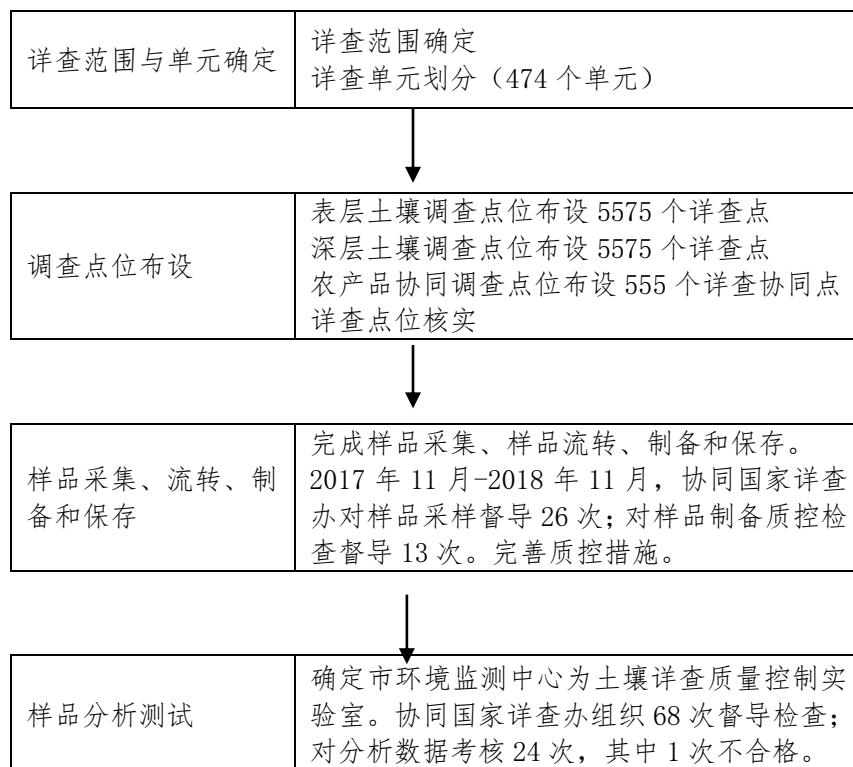 详查范围与单元确定
详查范围确定
详查单元划分（474 个单元）
调查点位布设
表层土壤调查点位布设 5575 个详查点
深层土壤调查点位布设 5575 个详查点
农产品协同调查点位布设 555 个详查协同点
详查点位核实
样品采集、流转、制
备和保存
完成样品采集、样品流转、制备和保存。
2017 年 11 月-2018 年 11 月，协同国家详查
办对样品采样督导 26 次；对样品制备质控检
查督导 13 次。完善质控措施。
样品分析测试
确定市环境监测中心为土壤详查质量控制实
验室。协同国家详查办组织 68 次督导检查；
对分析数据考核 24 次，其中 1 次不合格。